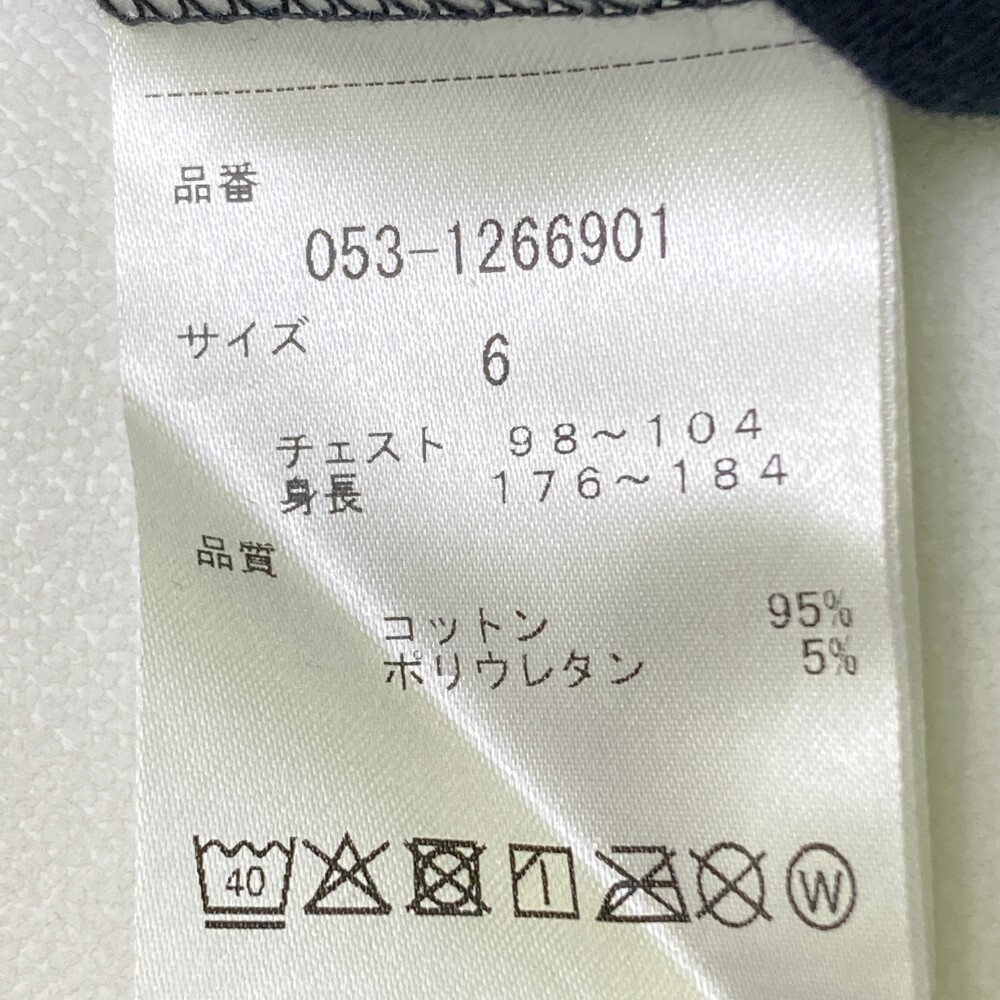 品番
053-1266901
サイズ 6
チェスト 98～104
身長 176～184
品質
コットン 95%
ポリウレタン 5%
40 W